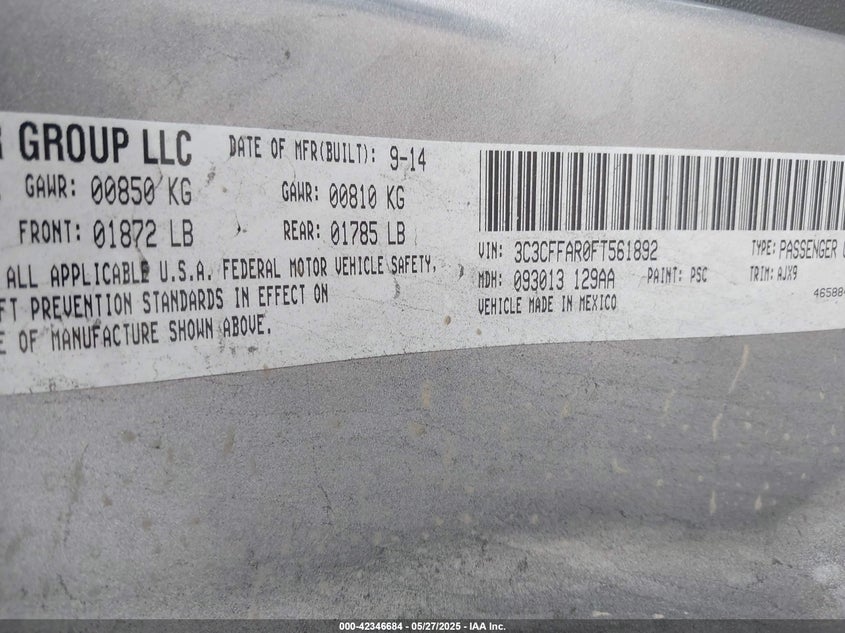 R GROUP LLC DATE OF MFR(BUILT): 9-14
GAWR: 00850 KG GAWR: 00810 KG
FRONT: 01872 LB REAR: 01785 LB
ALL APPLICABLE U.S.A. FEDERAL MOTOR VEHICLE SAFETY,
FT PREVENTION STANDARDS IN EFFECT ON
E OF MANUFACTURE SHOWN ABOVE.
VIN: 3C3CFFAR0FT561892 TYPE: PASSENGER
MDH: 093013 129AA PAINT: PSC TRIM: AJX9
VEHICLE MADE IN MEXICO 46588
000-42346684 - 05/27/2025 - IAA Inc.